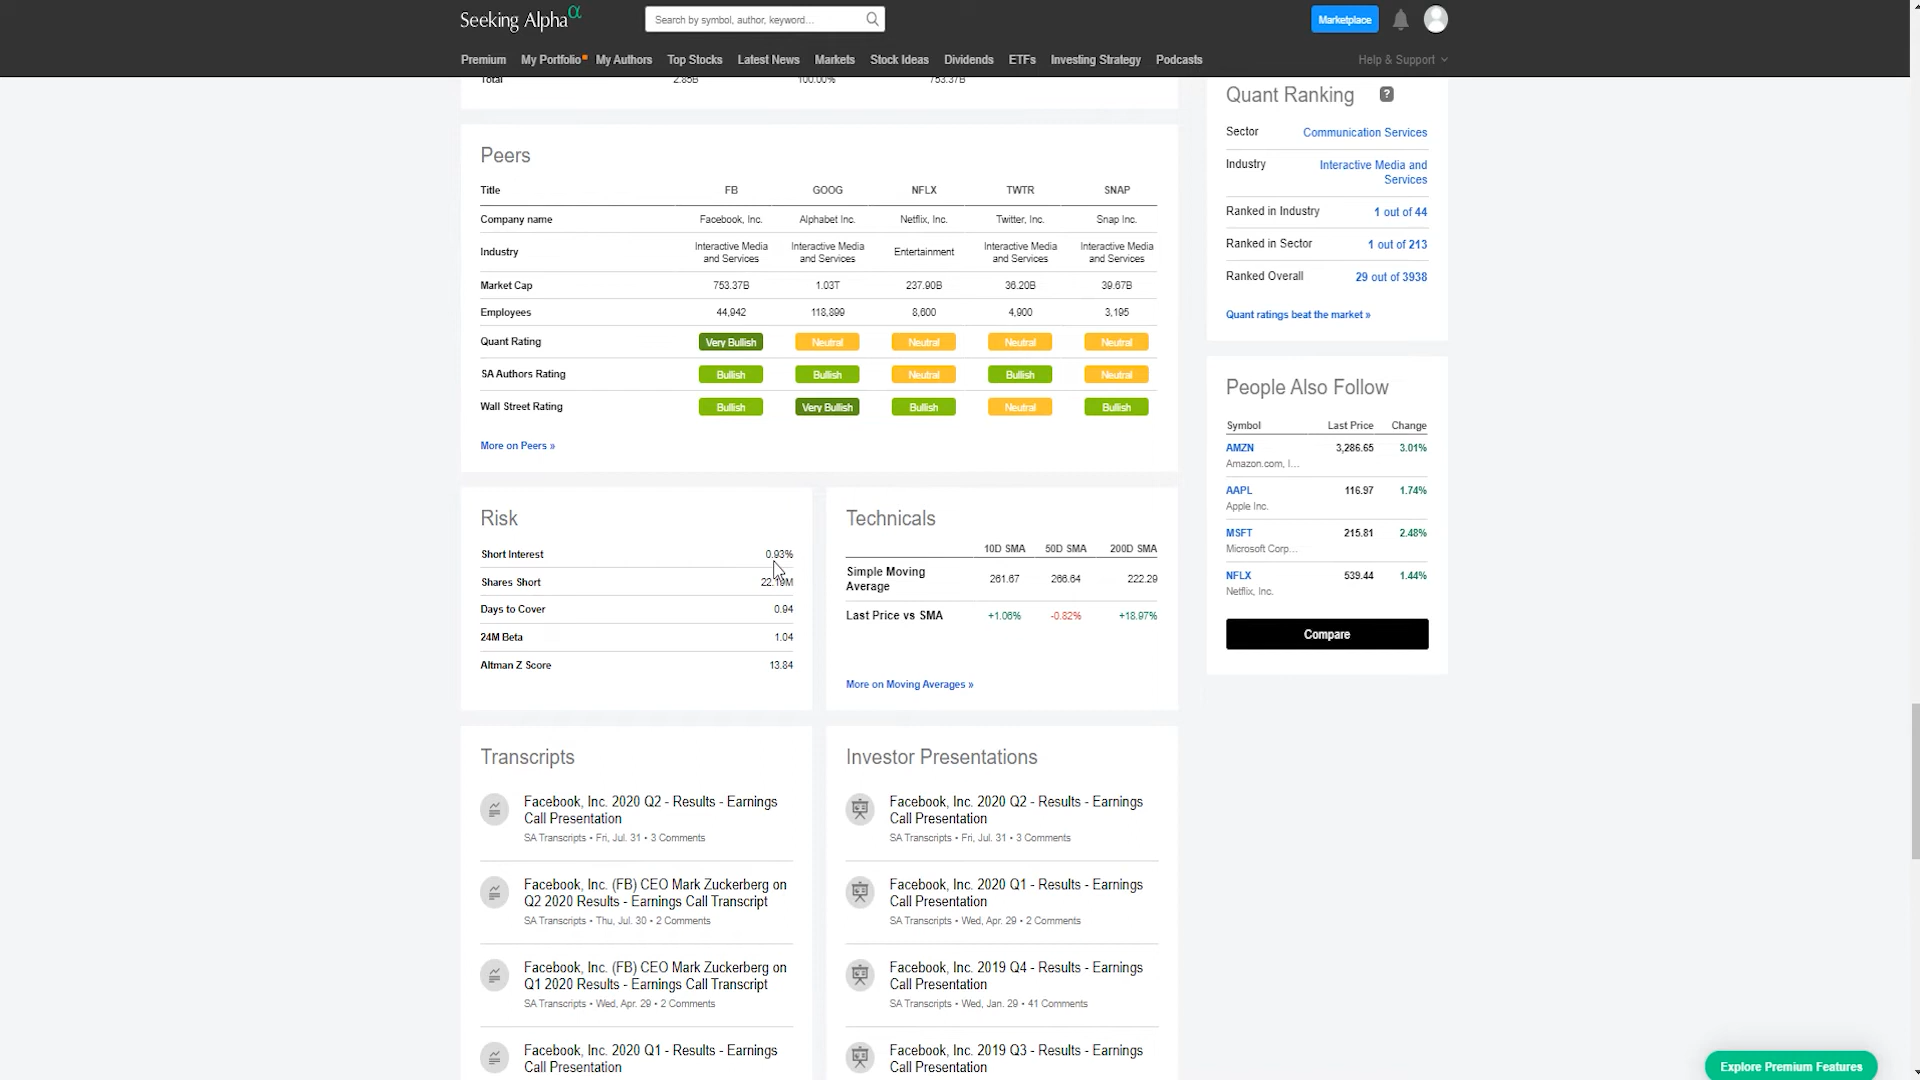 Seeking Alpha α
Search by symbol, author, keyword...
Marketplace
Premium My Portfolio My Authors Top Stocks Latest News Markets Stock Ideas Dividends ETFs Investing Strategy Podcasts Help & Support
Total 2.85B 100.00% 753.37B
Peers
Title FB GOOG NFLX TWTR SNAP
Company name Facebook, Inc. Alphabet Inc. Netflix, Inc. Twitter, Inc. Snap Inc.
Industry Interactive Media and Services Interactive Media and Services Entertainment Interactive Media and Services Interactive Media and Services
Market Cap 753.37B 1.03T 237.90B 36.20B 39.67B
Employees 44,942 118,899 8,600 4,900 3,195
Quant Rating Very Bullish Neutral Neutral Neutral Neutral
SA Authors Rating Bullish Bullish Neutral Bullish Neutral
Wall Street Rating Bullish Very Bullish Bullish Neutral Bullish
More on Peers »
Risk
Short Interest 0.93%
Shares Short 22.19M
Days to Cover 0.94
24M Beta 1.04
Altman Z Score 13.84
Technicals
10D SMA 50D SMA 200D SMA
Simple Moving Average 261.67 266.64 222.29
Last Price vs SMA +1.06% -0.82% +18.97%
More on Moving Averages »
Transcripts
Facebook, Inc. 2020 Q2 - Results - Earnings
Call Presentation
SA Transcripts • Fri, Jul. 31 • 3 Comments
Facebook, Inc. (FB) CEO Mark Zuckerberg on
Q2 2020 Results - Earnings Call Transcript
SA Transcripts • Thu, Jul. 30 • 2 Comments
Facebook, Inc. (FB) CEO Mark Zuckerberg on
Q1 2020 Results - Earnings Call Transcript
SA Transcripts • Wed, Apr. 29 • 2 Comments
Facebook, Inc. 2020 Q1 - Results - Earnings
Call Presentation
Investor Presentations
Facebook, Inc. 2020 Q2 - Results - Earnings
Call Presentation
SA Transcripts • Fri, Jul. 31 • 3 Comments
Facebook, Inc. 2020 Q1 - Results - Earnings
Call Presentation
SA Transcripts • Wed, Apr. 29 • 2 Comments
Facebook, Inc. 2019 Q4 - Results - Earnings
Call Presentation
SA Transcripts • Wed, Jan. 29 • 41 Comments
Facebook, Inc. 2019 Q3 - Results - Earnings
Call Presentation
Quant Ranking ?
Sector Communication Services
Industry Interactive Media and
Services
Ranked in Industry 1 out of 44
Ranked in Sector 1 out of 213
Ranked Overall 29 out of 3938
Quant ratings beat the market »
People Also Follow
Symbol Last Price Change
AMZN 3,286.65 3.01%
Amazon.com, I...
AAPL 116.97 1.74%
Apple Inc.
MSFT 215.81 2.48%
Microsoft Corp...
NFLX 539.44 1.44%
Netflix, Inc.
Compare
Explore Premium Features